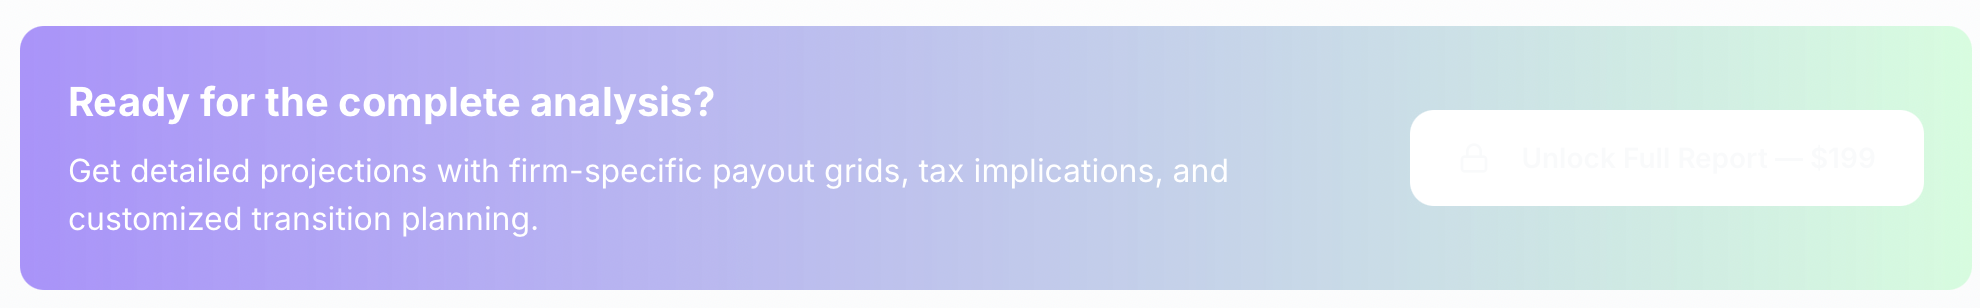 Ready for the complete analysis?
Get detailed projections with firm-specific payout grids, tax implications, and
customized transition planning.
Unlock Full Report — $199